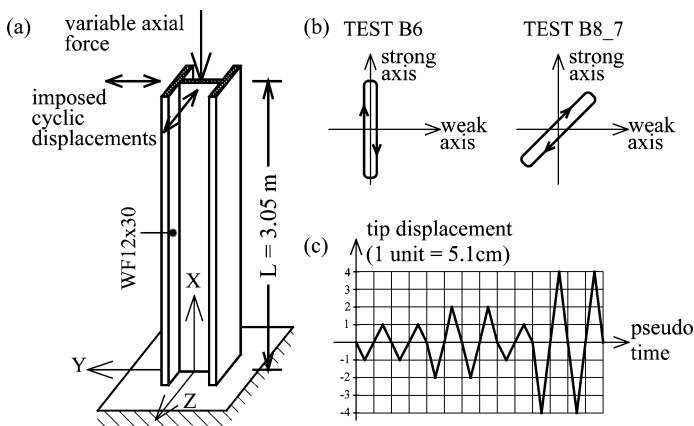 (a)
variable axial
force
imposed
cyclic
displacements
WF12x30
L = 3.05 m
X
Y
Z
(b)
TEST B6
strong
axis
weak
axis
TEST B8_7
strong
axis
weak
axis
(c)
tip displacement
(1 unit = 5.1cm)
4
3
2
1
-1
-2
-3
-4
pseudo
time